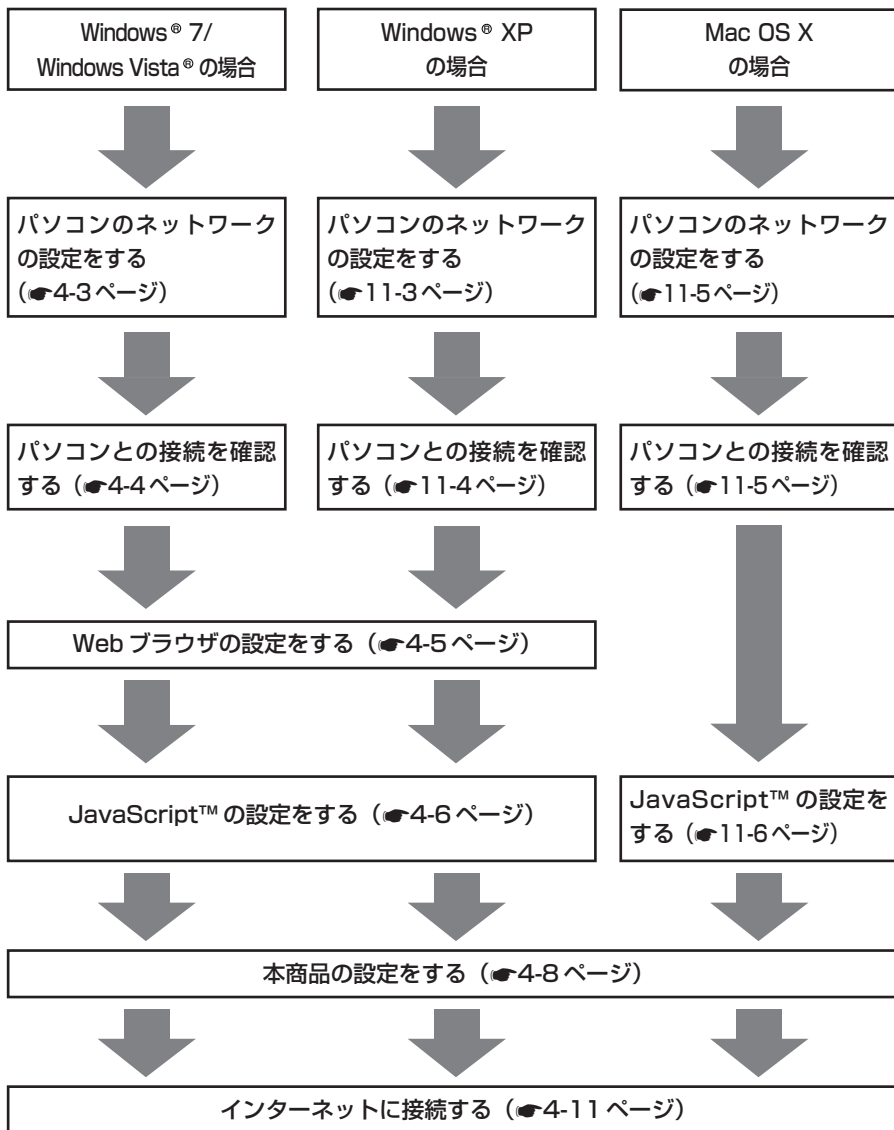 Windows® 7/
Windows Vista® の場合
Windows® XP
の場合
Mac OS X
の場合
パソコンのネットワーク
の設定をする
(☛4-3ページ)
パソコンのネットワーク
の設定をする
(☛11-3ページ)
パソコンのネットワーク
の設定をする
(☛11-5ページ)
パソコンとの接続を確認
する(☛4-4ページ)
パソコンとの接続を確認
する(☛11-4ページ)
パソコンとの接続を確認
する(☛11-5ページ)
Web ブラウザの設定をする(☛4-5ページ)
JavaScript™ の設定をする(☛4-6ページ)
JavaScript™ の設定を
する(☛11-6ページ)
本商品の設定をする(☛4-8ページ)
インターネットに接続する(☛4-11ページ)